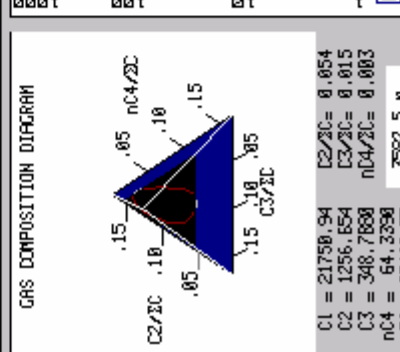 GAS COMPOSITION DIAGRAM
nC4/ΣC
.05
.10
.15
C2/ΣC
.15
.10
.05
C3/ΣC
.15
.10
.05
C1 = 21750.94 C2/ΣC= 0.054
C2 = 1256.654 C3/ΣC= 0.015
C3 = 348.7680 nC4/ΣC= 0.003
nC4 = 64.3390